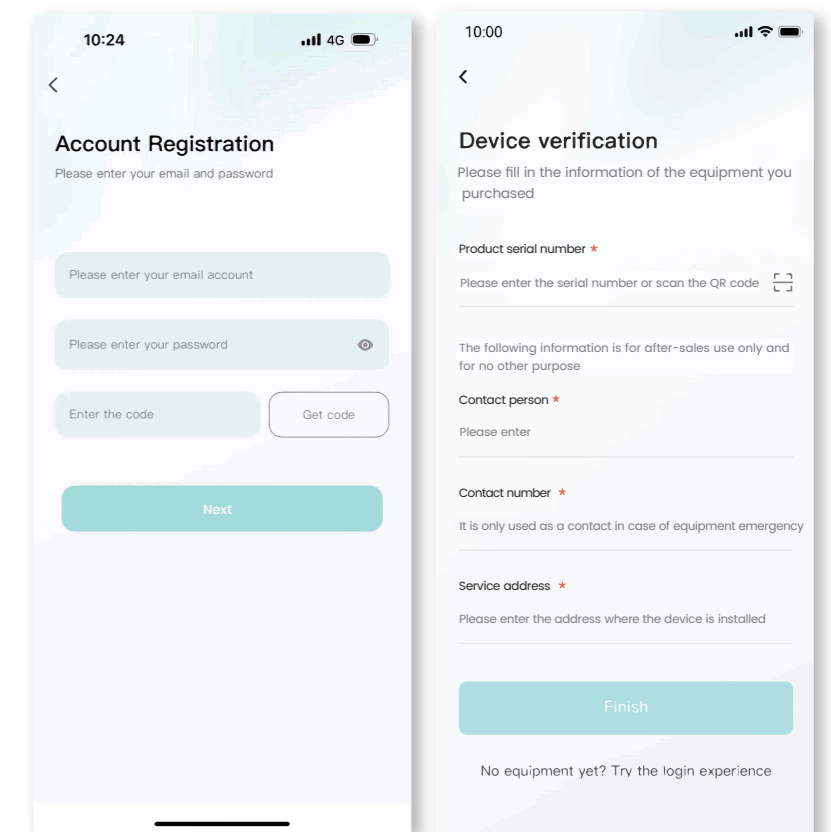 10:24
4G
Account Registration
Please enter your email and password
Please enter your email account
Please enter your password
Enter the code
Get code
Next
10:00
Device verification
Please fill in the information of the equipment you
purchased
Product serial number *
Please enter the serial number or scan the QR code
The following information is for after-sales use only and
for no other purpose
Contact person *
Please enter
Contact number *
It is only used as a contact in case of equipment emergency
Service address *
Please enter the address where the device is installed
Finish
No equipment yet? Try the login experience